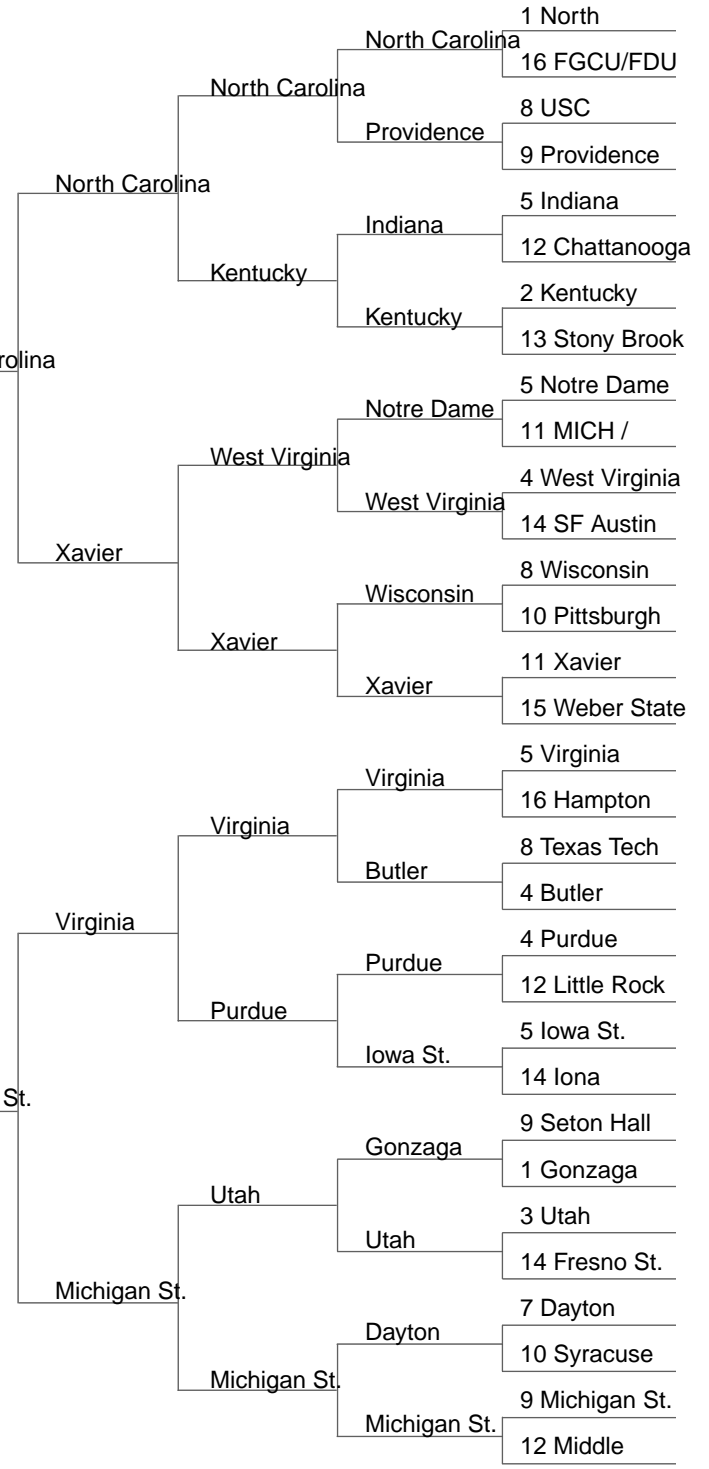 1 North
North Carolina
16 FGCU/FDU
North Carolina
8 USC
Providence
9 Providence
North Carolina
5 Indiana
Indiana
12 Chattanooga
Kentucky
2 Kentucky
Kentucky
13 Stony Brook
rolina
5 Notre Dame
Notre Dame
11 MICH /
West Virginia
4 West Virginia
West Virginia
14 SF Austin
Xavier
8 Wisconsin
Wisconsin
10 Pittsburgh
Xavier
11 Xavier
Xavier
15 Weber State
5 Virginia
Virginia
16 Hampton
Virginia
8 Texas Tech
Butler
4 Butler
Virginia
4 Purdue
Purdue
12 Little Rock
Purdue
5 Iowa St.
Iowa St.
14 Iona
St.
9 Seton Hall
Gonzaga
1 Gonzaga
Utah
3 Utah
Utah
14 Fresno St.
Michigan St.
7 Dayton
Dayton
10 Syracuse
Michigan St.
9 Michigan St.
Michigan St.
12 Middle